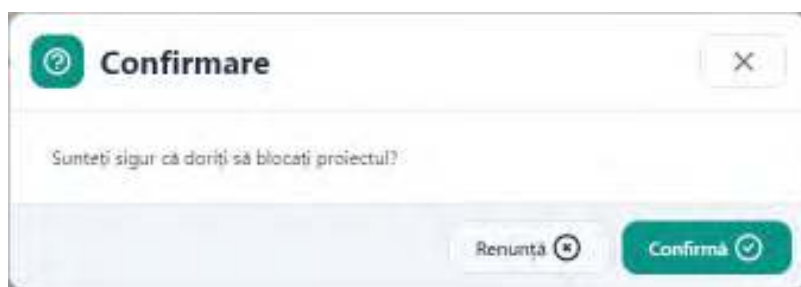 Confirmare
Sunteți sigur că doriți să blocați proiectul?
Renunță
Confirmă